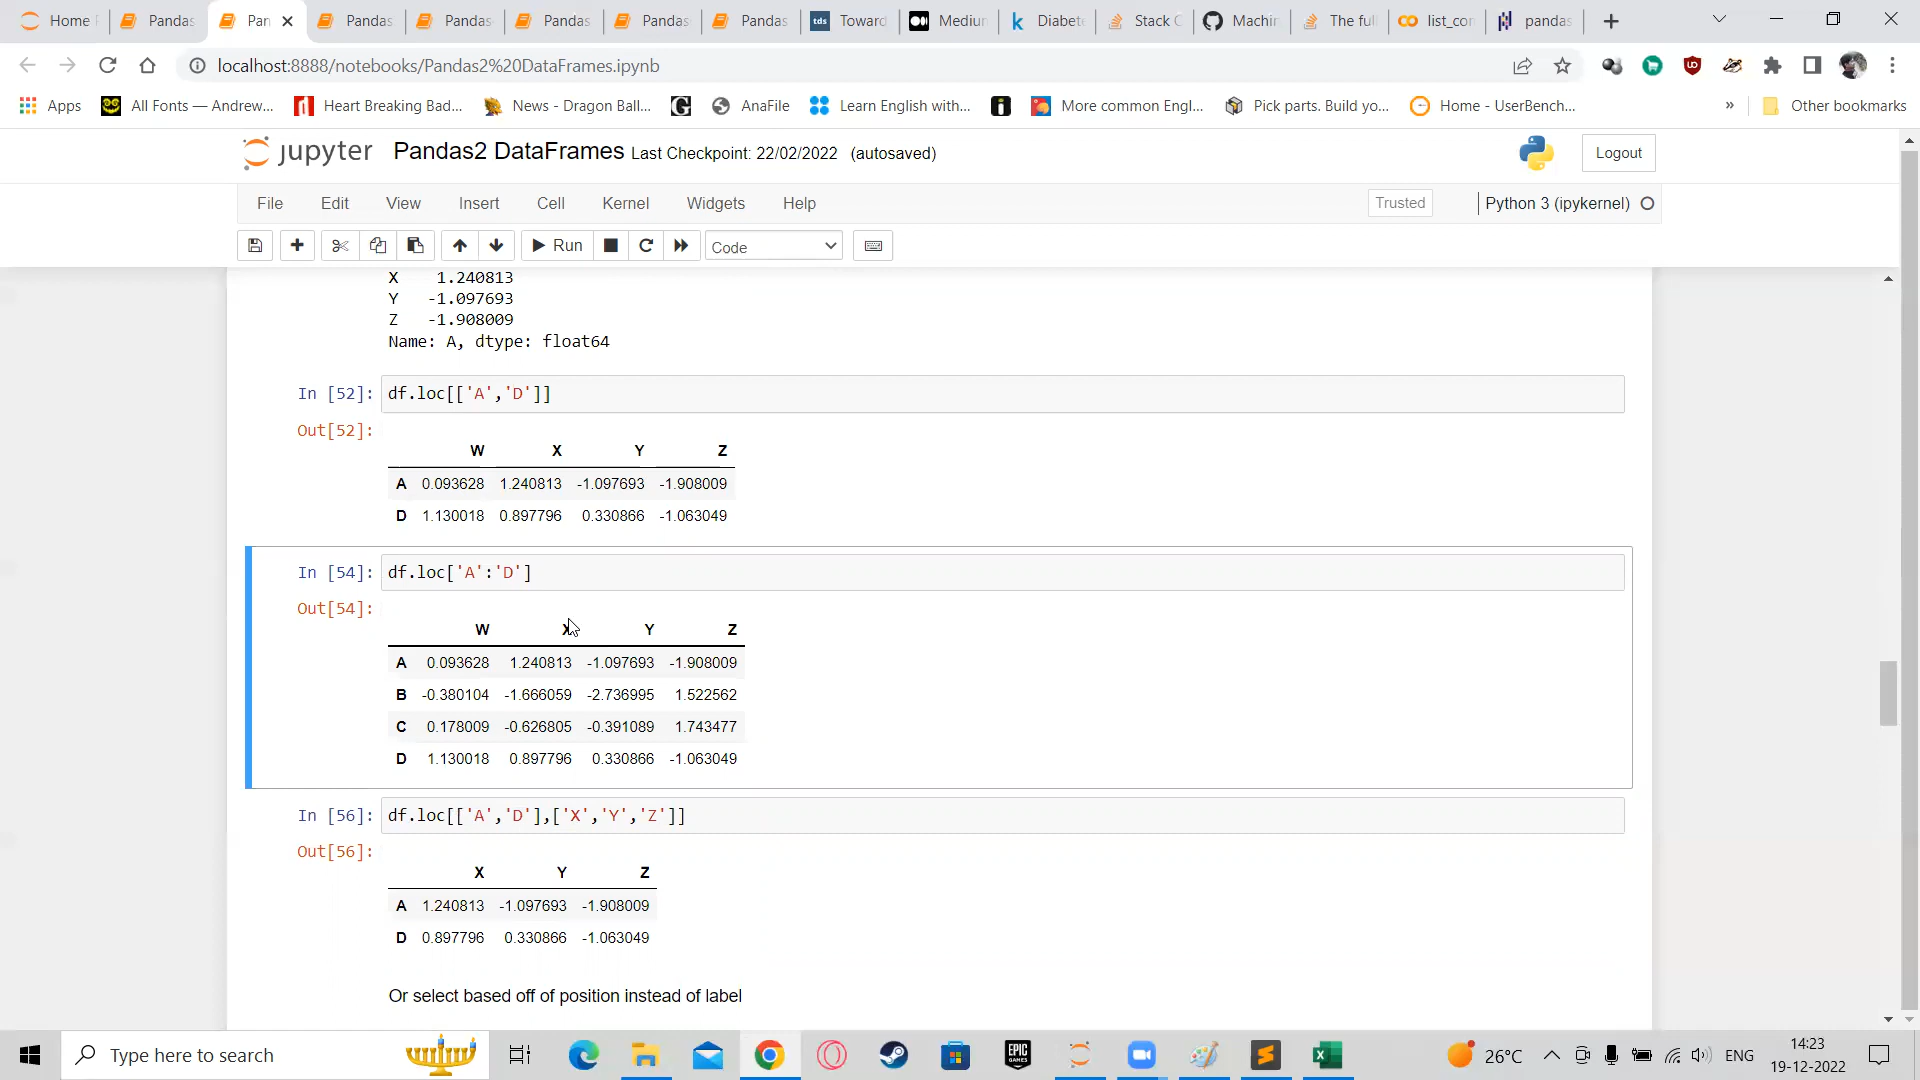 Home
Pandas
Pan
Pandas
Pandas-
Pandas
Pandas
Pandas
tds Toward
Medium
k Diabete
Stack O
Machin
The full
list_con
pandas
localhost:8888/notebooks/Pandas2%20DataFrames.ipynb
Apps
All Fonts — Andrew...
Heart Breaking Bad...
News - Dragon Ball...
G
AnaFile
Learn English with...
More common Engl...
Pick parts. Build yo...
Home - UserBench...
»
Other bookmarks
jupyter Pandas2 DataFrames Last Checkpoint: 22/02/2022 (autosaved)
Logout
File Edit View Insert Cell Kernel Widgets Help
Trusted
Python 3 (ipykernel)
Run
Code
X 1.240813
Y -1.097693
Z -1.908009
Name: A, dtype: float64
In [52]: df.loc[['A','D']]
Out[52]:
W X Y Z
A 0.093628 1.240813 -1.097693 -1.908009
D 1.130018 0.897796 0.330866 -1.063049
In [54]: df.loc['A':'D']
Out[54]:
W X Y Z
A 0.093628 1.240813 -1.097693 -1.908009
B -0.380104 -1.666059 -2.736995 1.522562
C 0.178009 -0.626805 -0.391089 1.743477
D 1.130018 0.897796 0.330866 -1.063049
In [56]: df.loc[['A','D'],['X','Y','Z']]
Out[56]:
X Y Z
A 1.240813 -1.097693 -1.908009
D 0.897796 0.330866 -1.063049
Or select based off of position instead of label
Type here to search
EPIC
GAMES
26°C
ENG
14:23
19-12-2022